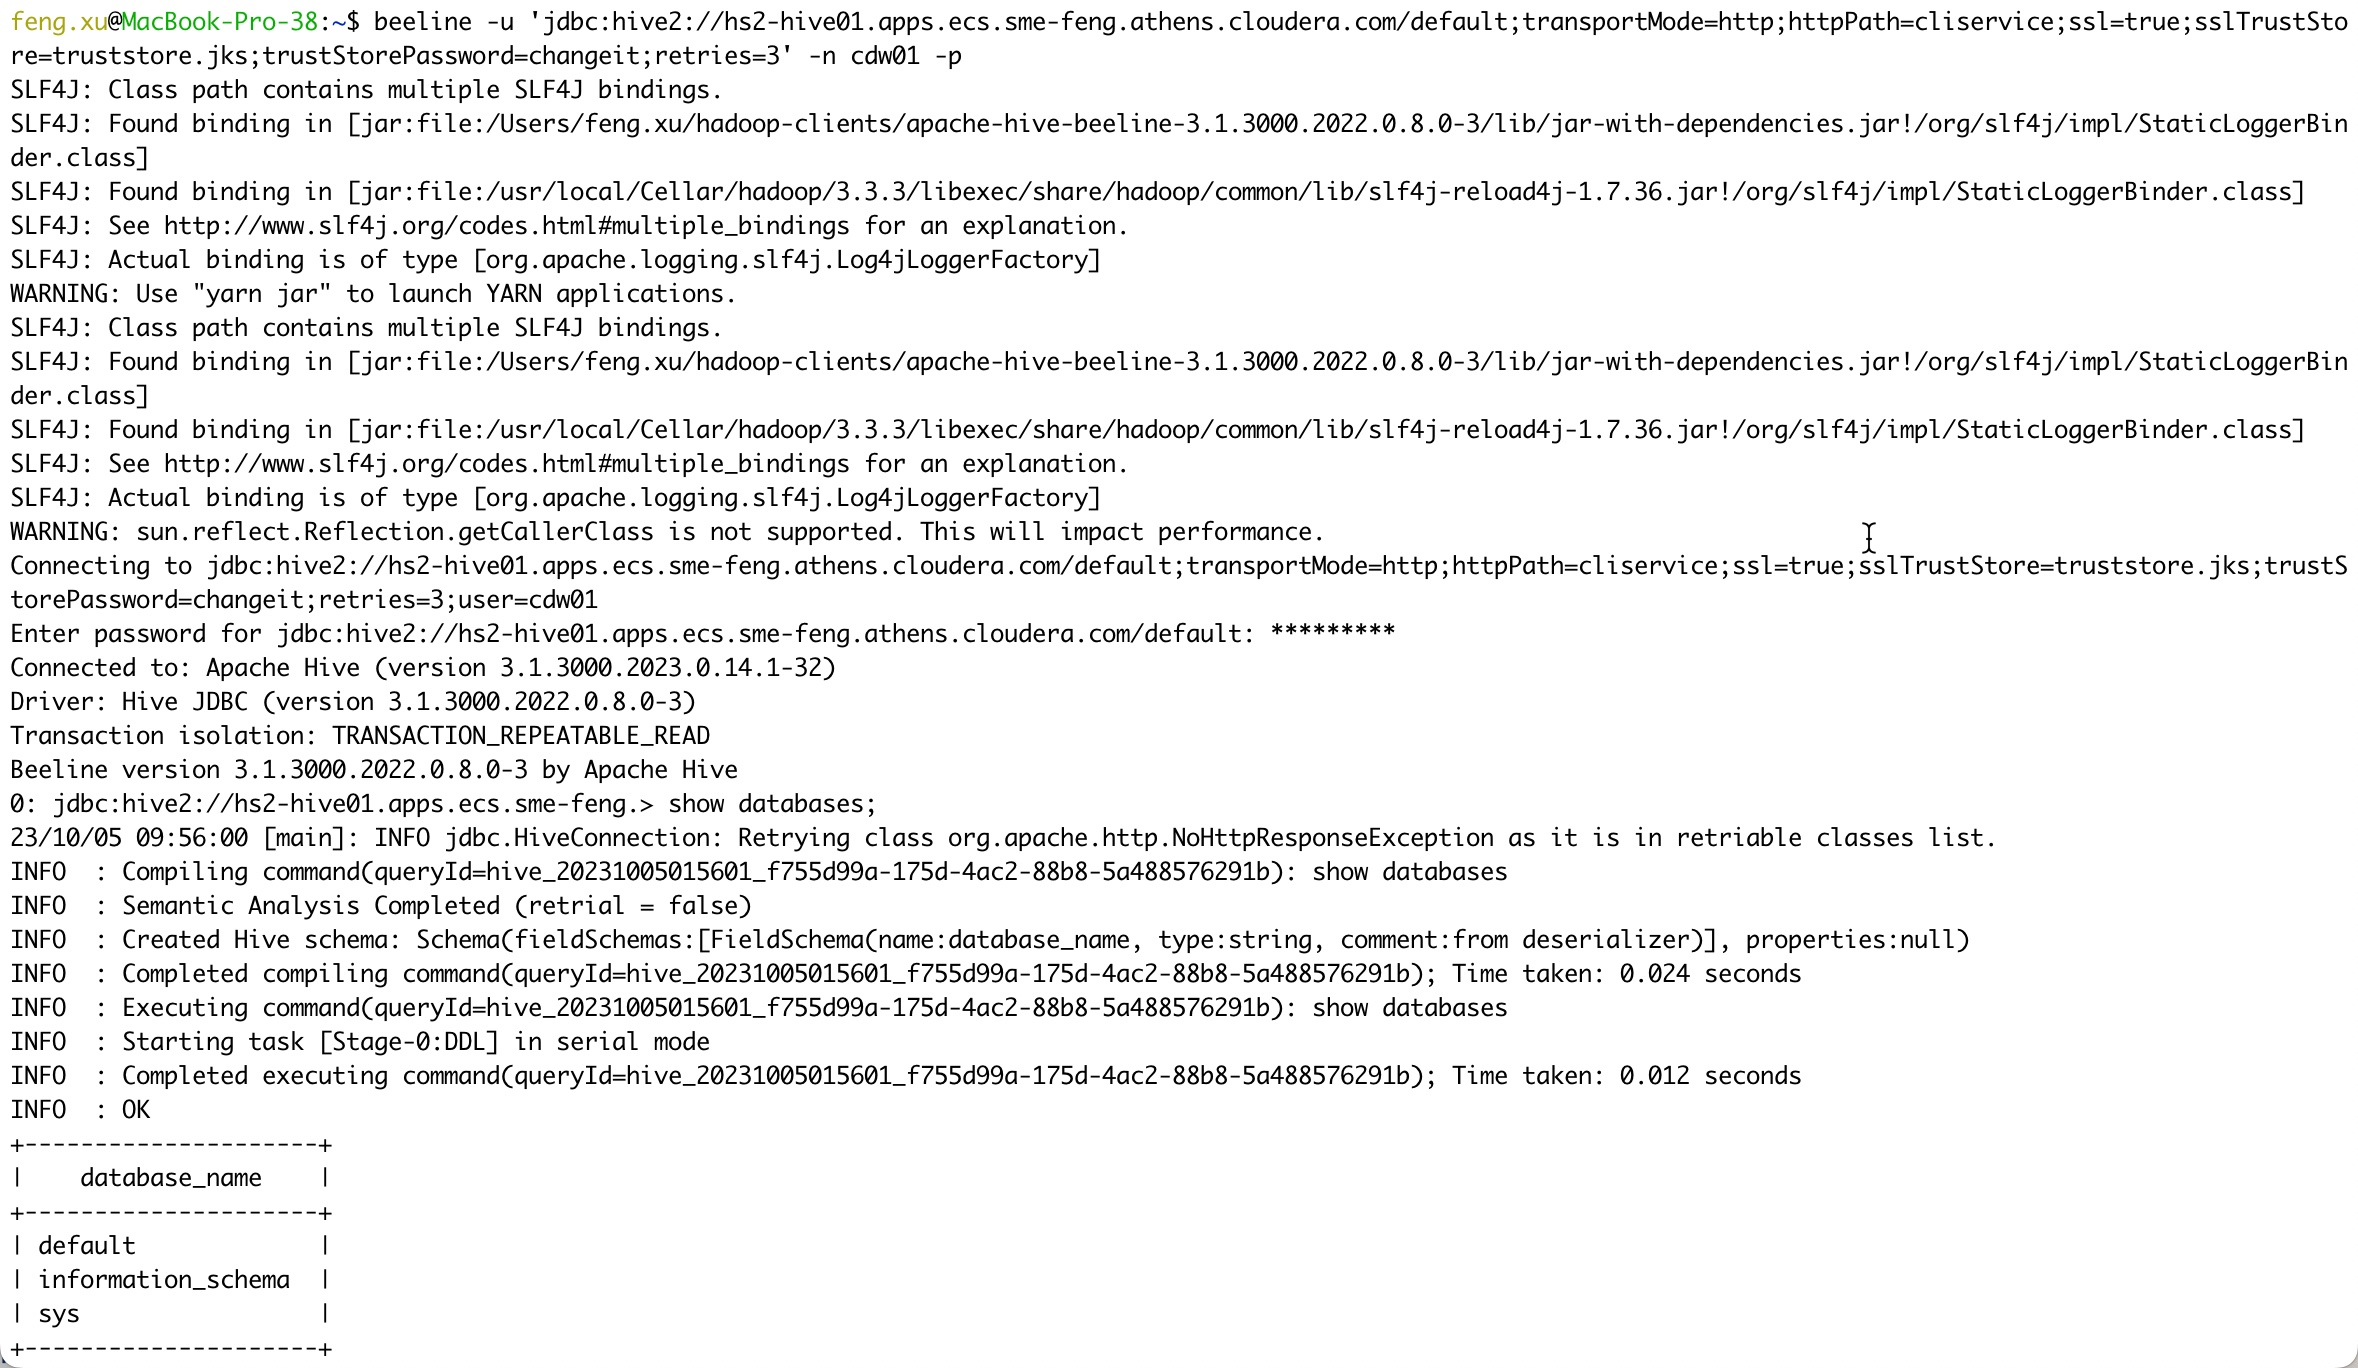 feng.xu@MacBook-Pro-38:~$ beeline -u 'jdbc:hive2://hs2-hive01.apps.ecs.sme-feng.athens.cloudera.com/default;transportMode=http;httpPath=cliservice;ssl=true;sslTrustSto
re=truststore.jks;trustStorePassword=changeit;retries=3' -n cdw01 -p
SLF4J: Class path contains multiple SLF4J bindings.
SLF4J: Found binding in [jar:file:/Users/feng.xu/hadoop-clients/apache-hive-beeline-3.1.3000.2022.0.8.0-3/lib/jar-with-dependencies.jar!/org/slf4j/impl/StaticLoggerBin
der.class]
SLF4J: Found binding in [jar:file:/usr/local/Cellar/hadoop/3.3.3/libexec/share/hadoop/common/lib/slf4j-reload4j-1.7.36.jar!/org/slf4j/impl/StaticLoggerBinder.class]
SLF4J: See http://www.slf4j.org/codes.html#multiple_bindings for an explanation.
SLF4J: Actual binding is of type [org.apache.logging.slf4j.Log4jLoggerFactory]
WARNING: Use "yarn jar" to launch YARN applications.
SLF4J: Class path contains multiple SLF4J bindings.
SLF4J: Found binding in [jar:file:/Users/feng.xu/hadoop-clients/apache-hive-beeline-3.1.3000.2022.0.8.0-3/lib/jar-with-dependencies.jar!/org/slf4j/impl/StaticLoggerBin
der.class]
SLF4J: Found binding in [jar:file:/usr/local/Cellar/hadoop/3.3.3/libexec/share/hadoop/common/lib/slf4j-reload4j-1.7.36.jar!/org/slf4j/impl/StaticLoggerBinder.class]
SLF4J: See http://www.slf4j.org/codes.html#multiple_bindings for an explanation.
SLF4J: Actual binding is of type [org.apache.logging.slf4j.Log4jLoggerFactory]
WARNING: sun.reflect.Reflection.getCallerClass is not supported. This will impact performance.
Connecting to jdbc:hive2://hs2-hive01.apps.ecs.sme-feng.athens.cloudera.com/default;transportMode=http;httpPath=cliservice;ssl=true;sslTrustStore=truststore.jks;trustS
torePassword=changeit;retries=3;user=cdw01
Enter password for jdbc:hive2://hs2-hive01.apps.ecs.sme-feng.athens.cloudera.com/default: *********
Connected to: Apache Hive (version 3.1.3000.2023.0.14.1-32)
Driver: Hive JDBC (version 3.1.3000.2022.0.8.0-3)
Transaction isolation: TRANSACTION_REPEATABLE_READ
Beeline version 3.1.3000.2022.0.8.0-3 by Apache Hive
0: jdbc:hive2://hs2-hive01.apps.ecs.sme-feng.> show databases;
23/10/05 09:56:00 [main]: INFO jdbc.HiveConnection: Retrying class org.apache.http.NoHttpResponseException as it is in retriable classes list.
INFO  : Compiling command(queryId=hive_20231005015601_f755d99a-175d-4ac2-88b8-5a488576291b): show databases
INFO  : Semantic Analysis Completed (retrial = false)
INFO  : Created Hive schema: Schema(fieldSchemas:[FieldSchema(name:database_name, type:string, comment:from deserializer)], properties:null)
INFO  : Completed compiling command(queryId=hive_20231005015601_f755d99a-175d-4ac2-88b8-5a488576291b); Time taken: 0.024 seconds
INFO  : Executing command(queryId=hive_20231005015601_f755d99a-175d-4ac2-88b8-5a488576291b): show databases
INFO  : Starting task [Stage-0:DDL] in serial mode
INFO  : Completed executing command(queryId=hive_20231005015601_f755d99a-175d-4ac2-88b8-5a488576291b); Time taken: 0.012 seconds
INFO  : OK
+---------------------+
|    database_name    |
+---------------------+
| default             |
| information_schema  |
| sys                 |
+---------------------+